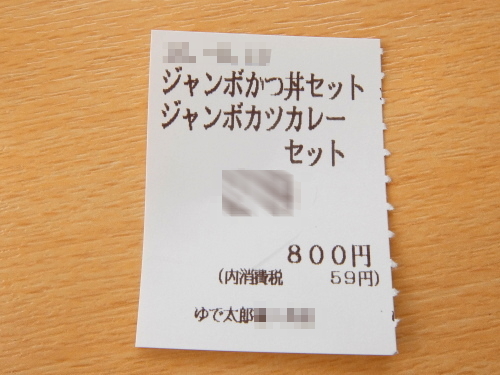 ジャンボかつ丼セット
ジャンボカツカレー
セット
800円
(内消費税 59円)
ゆで太郎